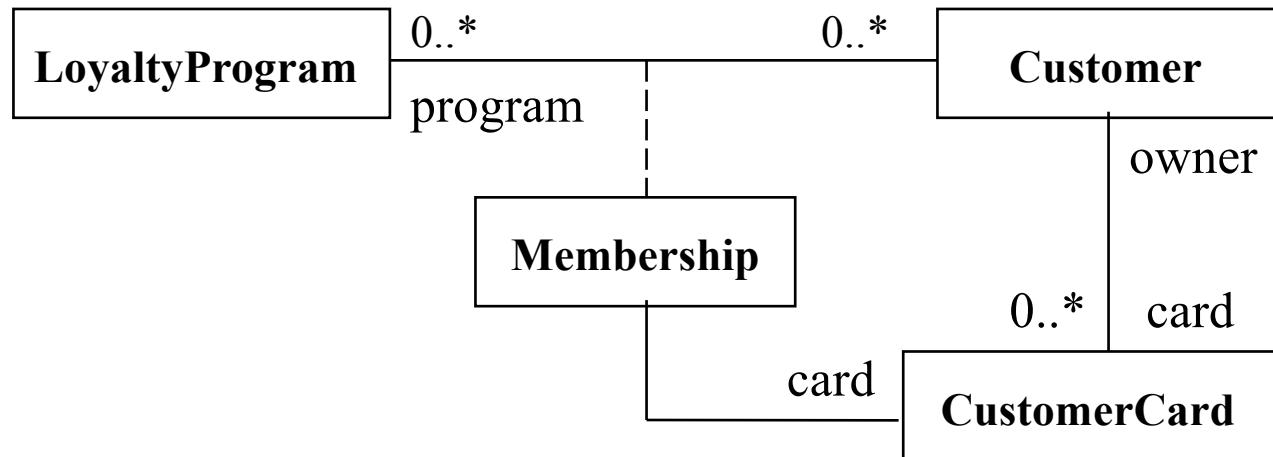 0..*
0..*
LoyaltyProgram
Customer
program
owner
Membership
0..*
card
card
CustomerCard